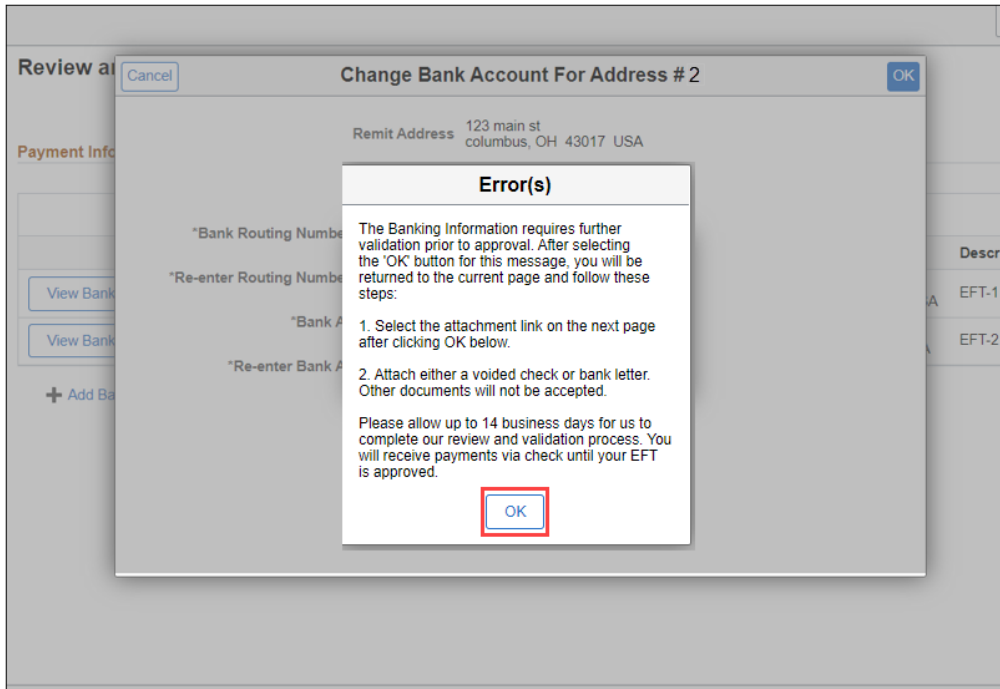 Review a
Cancel
Change Bank Account For Address # 2
OK
Remit Address
123 main st
columbus, OH 43017 USA
Payment Info
Error(s)
The Banking Information requires further
validation prior to approval. After selecting
the 'OK' button for this message, you will be
returned to the current page and follow these
steps:
1. Select the attachment link on the next page
after clicking OK below.
2. Attach either a voided check or bank letter.
Other documents will not be accepted.
Please allow up to 14 business days for us to
complete our review and validation process. You
will receive payments via check until your EFT
is approved.
OK
*Bank Routing Numbe
*Re-enter Routing Numbe
*Bank A
*Re-enter Bank A
Descr
View Bank
A
EFT-1
View Bank
EFT-2
+ Add Ba